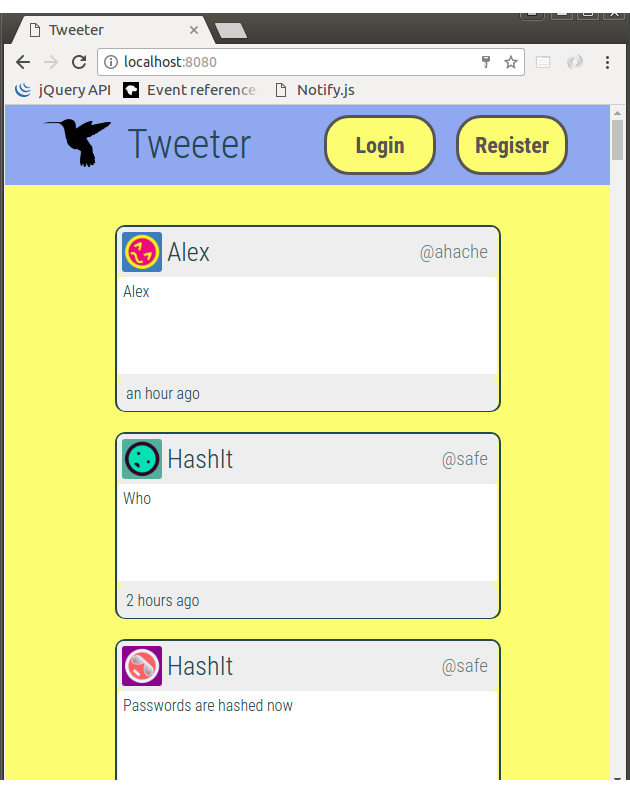 Tweeter
localhost:8080
jQuery API Event reference Notify.js
Tweeter Login Register
Alex @ahache
Alex
an hour ago
HashIt @safe
Who
2 hours ago
HashIt @safe
Passwords are hashed now